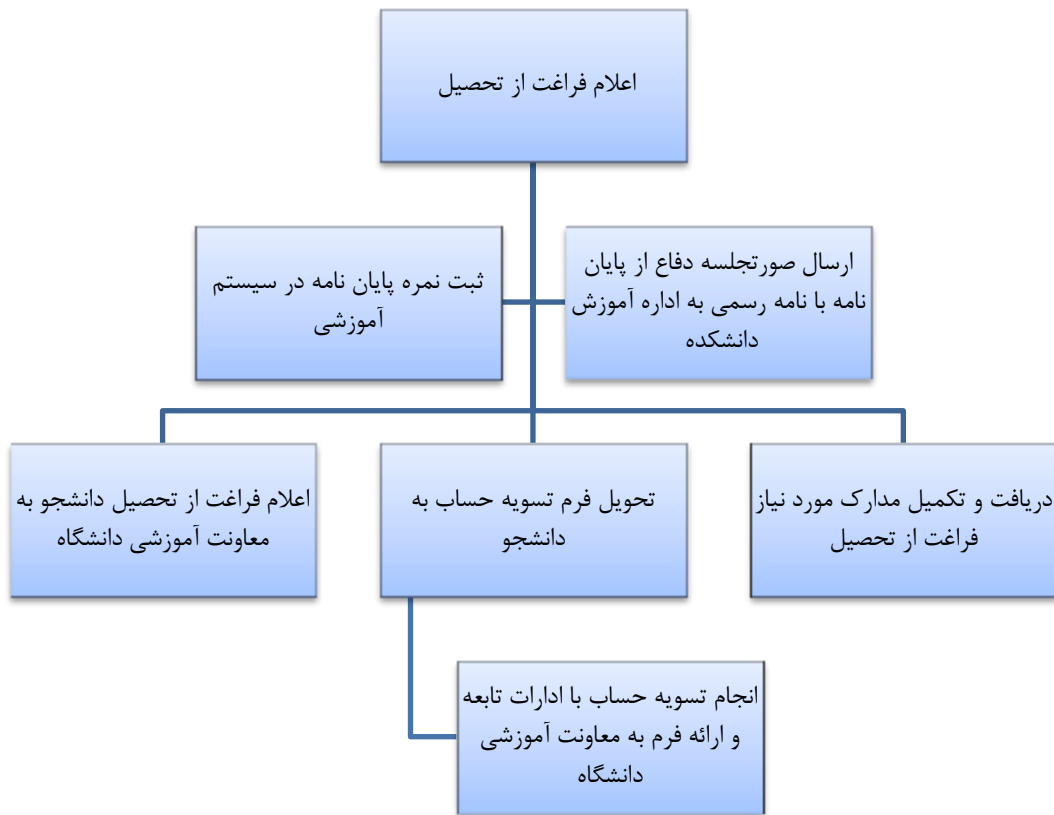 اعلام فراغت از تحصیل
ارسال صورتجلسه دفاع از پایان
نامه با نامه رسمی به اداره آموزش
دانشکده
ثبت نمره پایان نامه در سیستم
آموزشی
دریافت و تکمیل مدارک مورد نیاز
فراغت از تحصیل
تحویل فرم تسویه حساب به
دانشجو
اعلام فراغت از تحصیل دانشجو به
معاونت آموزشی دانشگاه
انجام تسویه حساب با ادارات تابعه
و ارائه فرم به معاونت آموزشی
دانشگاه